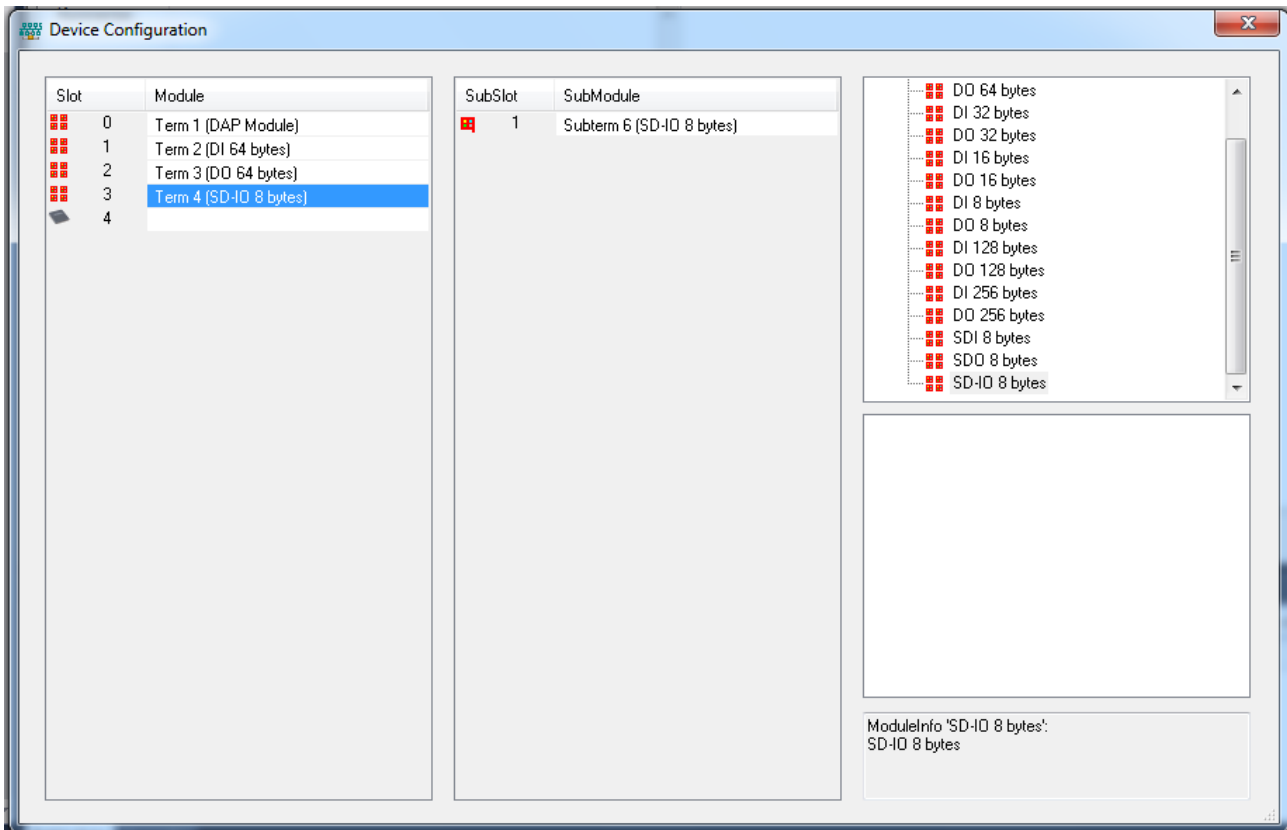 Device Configuration
Slot Module
0 Term 1 (DAP Module)
1 Term 2 (DI 64 bytes)
2 Term 3 (DO 64 bytes)
3 Term 4 (SD-IO 8 bytes)
4
SubSlot SubModule
1 Subterm 6 (SD-IO 8 bytes)
DO 64 bytes
DI 32 bytes
DO 32 bytes
DI 16 bytes
DO 16 bytes
DI 8 bytes
DO 8 bytes
DI 128 bytes
DO 128 bytes
DI 256 bytes
DO 256 bytes
SDI 8 bytes
SDO 8 bytes
SD-IO 8 bytes
ModuleInfo 'SD-IO 8 bytes':
SD-IO 8 bytes